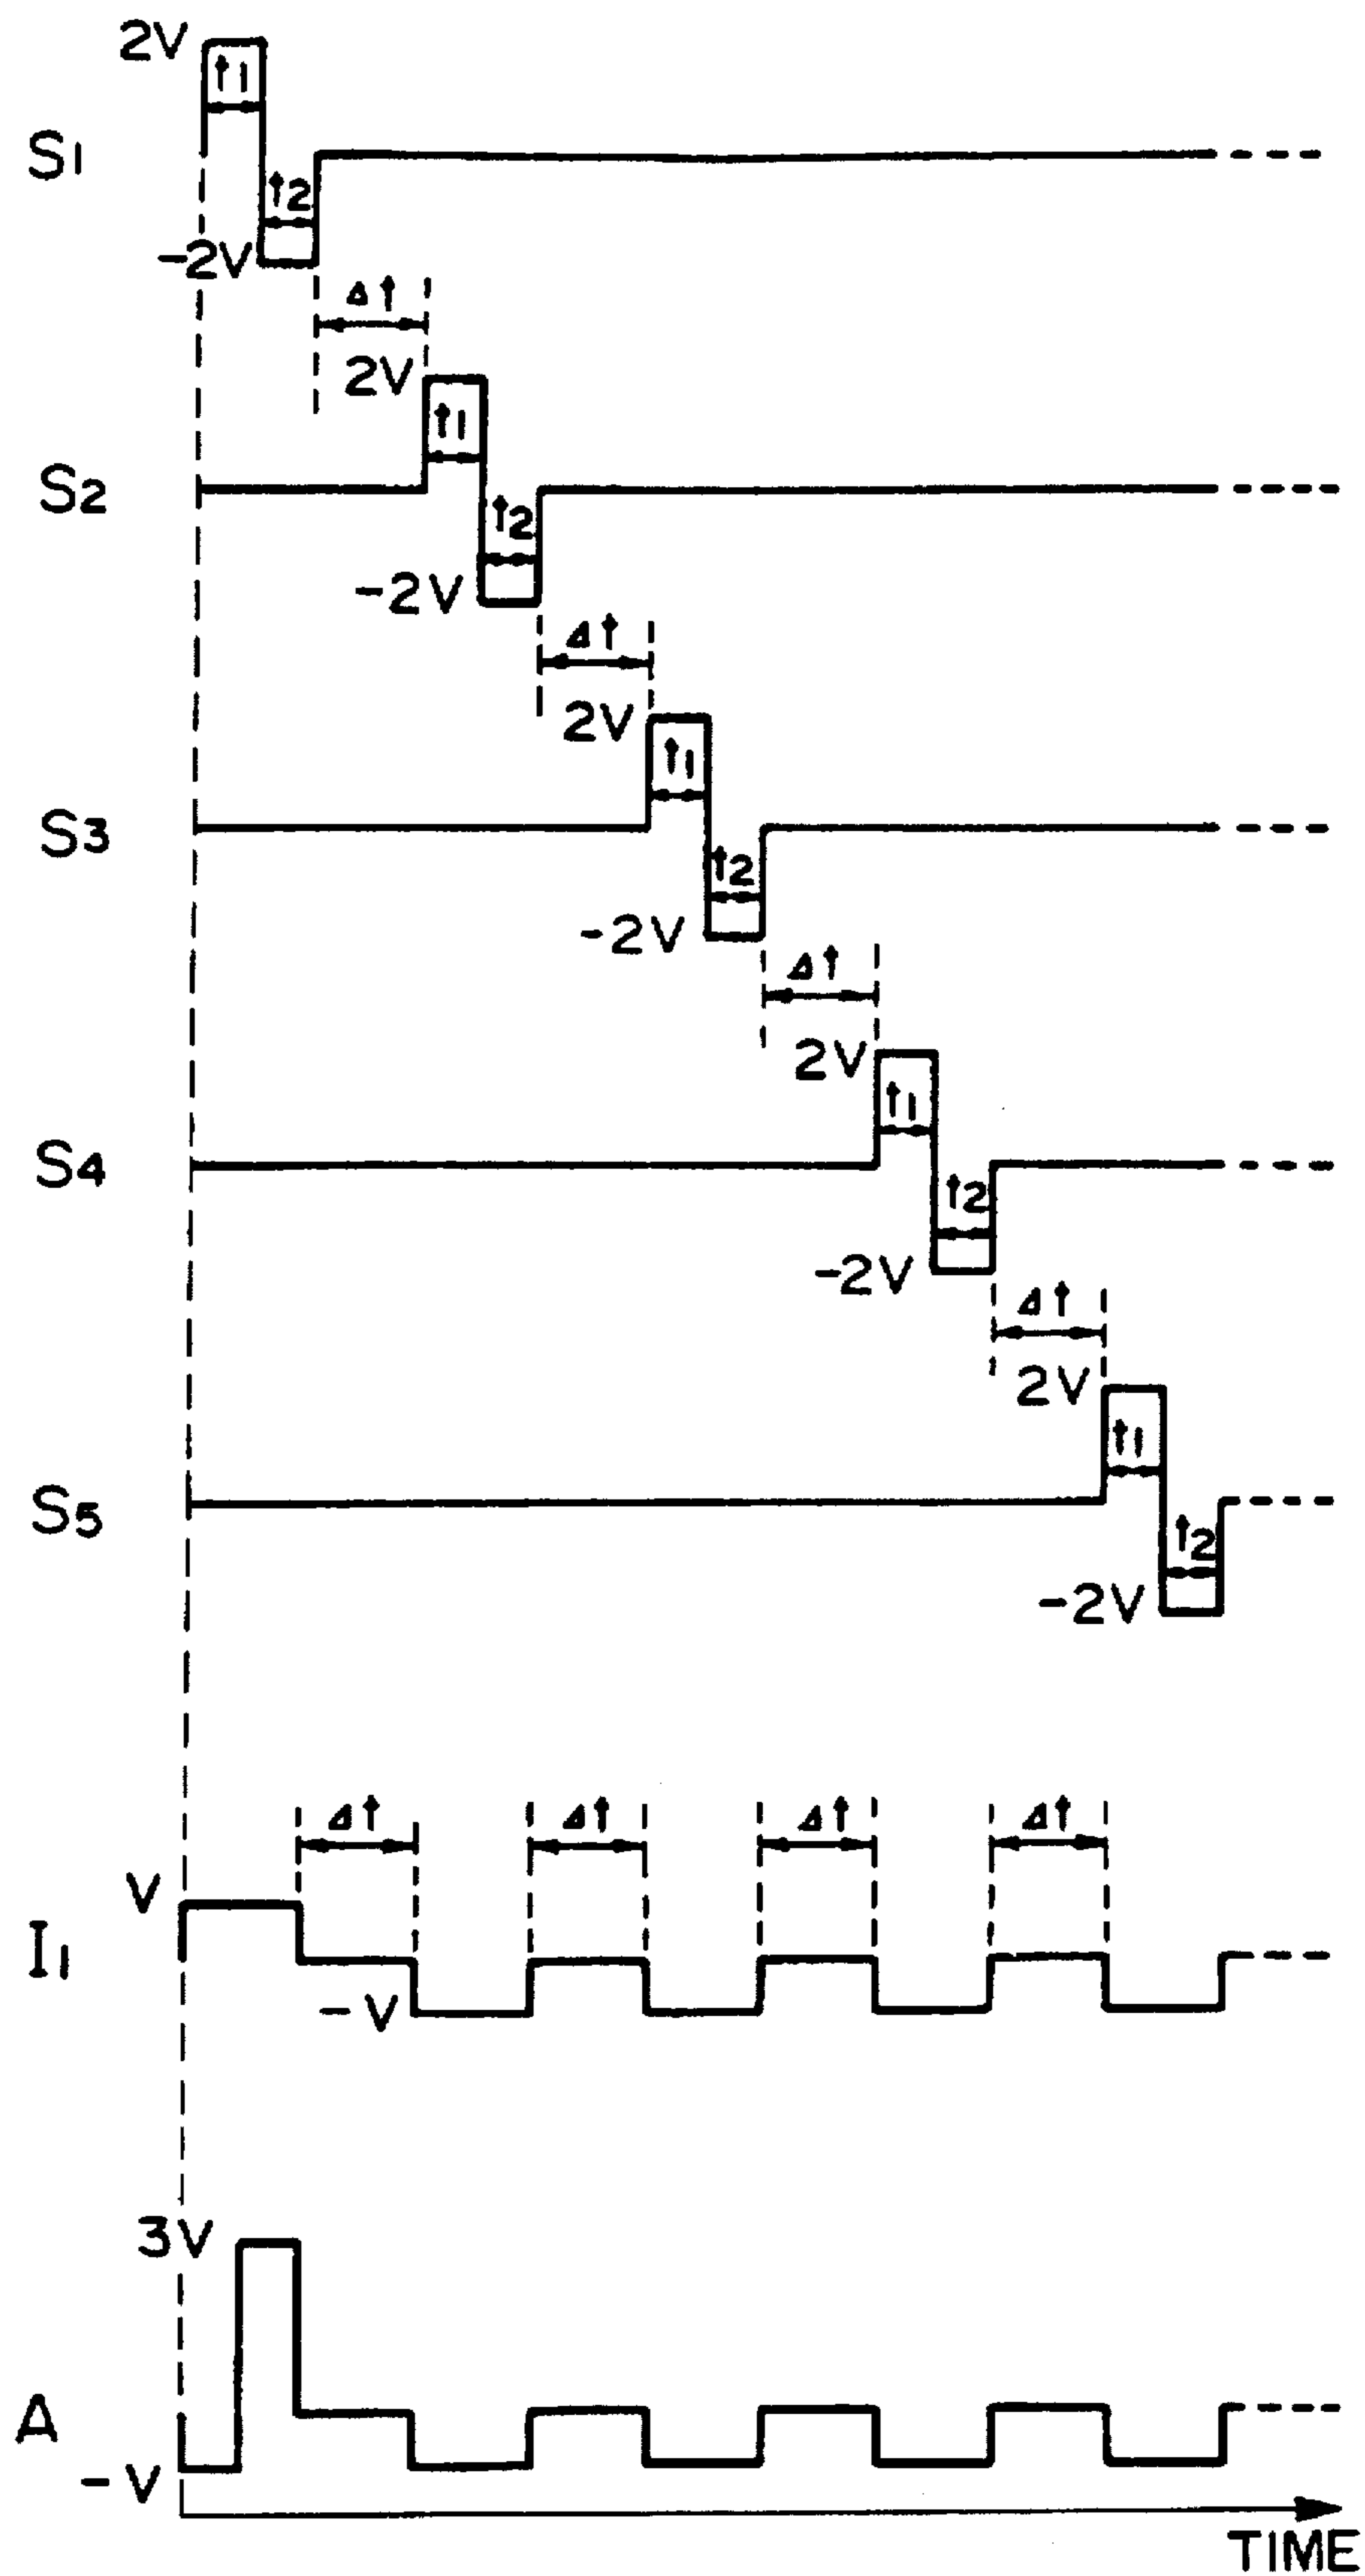 2V
t1
S1
t2
-2V
Δt
2V
t1
S2
t2
-2V
Δt
2V
t1
S3
t2
-2V
Δt
2V
t1
S4
t2
-2V
Δt
2V
t1
S5
t2
-2V
Δt Δt Δt Δt
V
I1
-V
3V
A
-V
TIME